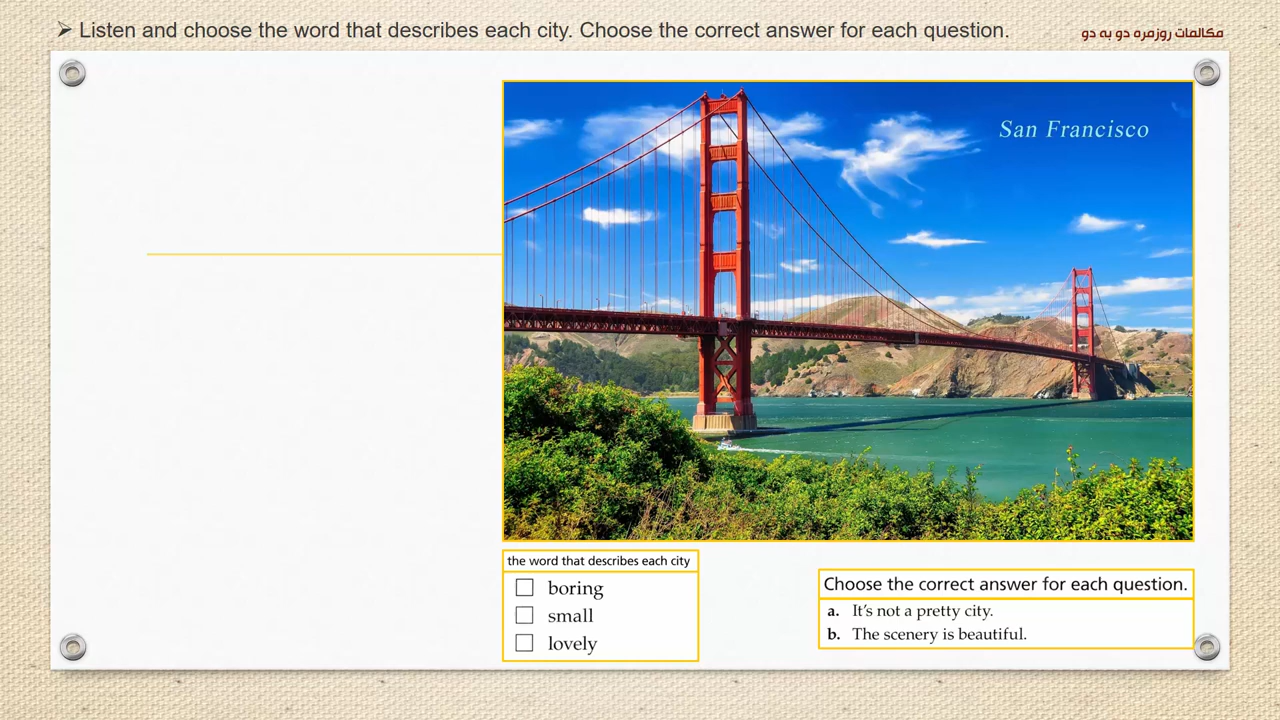 ➢ Listen and choose the word that describes each city. Choose the correct answer for each question.
مکالمات روزمره دو به دو
San Francisco
the word that describes each city
☐ boring
☐ small
☐ lovely
Choose the correct answer for each question.
a. It's not a pretty city.
b. The scenery is beautiful.